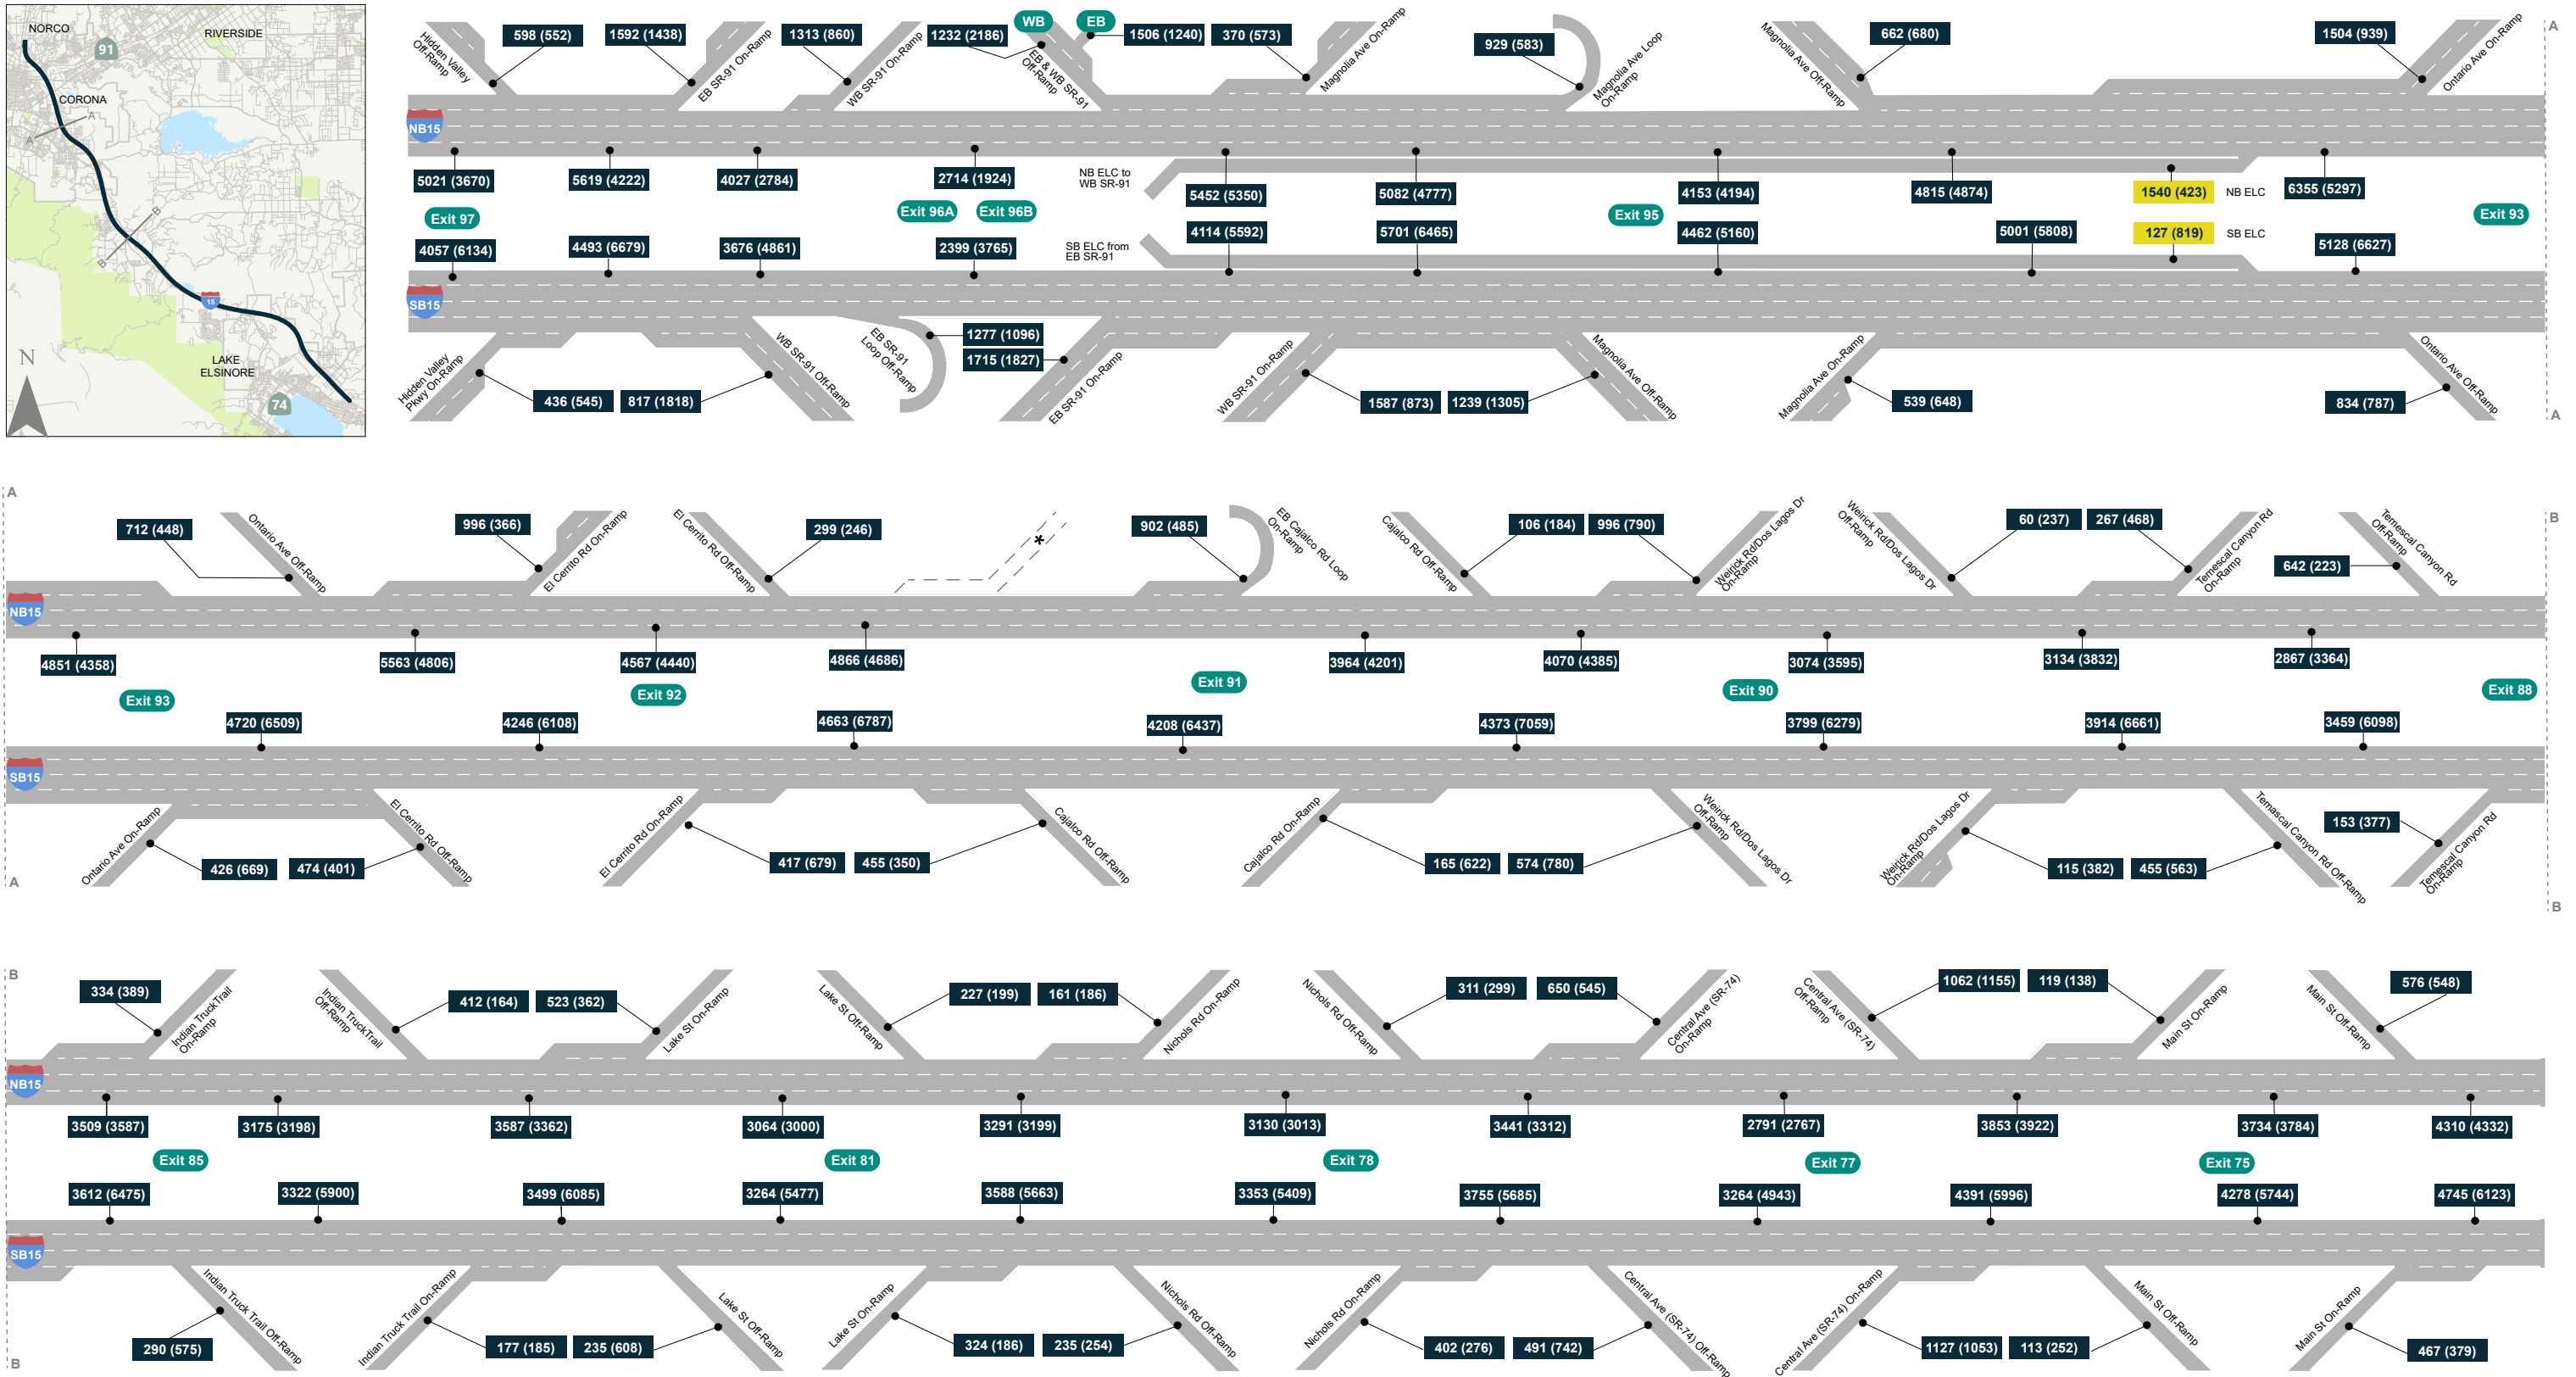 NORCO
91
RIVERSIDE
CORONA
A
A
B
B
15
LAKE
ELSINORE
74
N
Hidden Valley
Off-Ramp
598 (552)
1592 (1438)
EB SR-91 On-Ramp
1313 (860)
WB SR-91 On-Ramp
1232 (2186)
WB
EB
EB & WB SR-91
Off-Ramp
1506 (1240)
370 (573)
Magnolia Ave On-Ramp
929 (583)
Magnolia Ave Loop
On-Ramp
Magnolia Ave Off-Ramp
662 (680)
1504 (939)
Ontario Ave On-Ramp
A
NB15
5021 (3670)
5619 (4222)
4027 (2784)
2714 (1924)
NB ELC to
WB SR-91
5452 (5350)
5082 (4777)
4153 (4194)
4815 (4874)
1540 (423)
NB ELC
6355 (5297)
Exit 97
Exit 96A
Exit 96B
Exit 95
Exit 93
4057 (6134)
4493 (6679)
3676 (4861)
2399 (3765)
SB ELC from
EB SR-91
4114 (5592)
5701 (6465)
4462 (5160)
5001 (5808)
127 (819)
SB ELC
5128 (6627)
SB15
Hidden Valley
Pkwy On-Ramp
436 (545)
817 (1818)
WB SR-91 Off-Ramp
EB SR-91
Loop Off-Ramp
1277 (1096)
1715 (1827)
EB SR-91 On-Ramp
WB SR-91 On-Ramp
1587 (873)
1239 (1305)
Magnolia Ave Off-Ramp
Magnolia Ave On-Ramp
539 (648)
834 (787)
Ontario Ave Off-Ramp
A
A
712 (448)
Ontario Ave Off-Ramp
996 (366)
El Cerrito Rd On-Ramp
El Cerrito Rd Off-Ramp
299 (246)
*
902 (485)
EB Cajalco Rd Loop
On-Ramp
Cajalco Rd Off-Ramp
106 (184)
996 (790)
Weirick Rd/Dos Lagos Dr
On-Ramp
Weirick Rd/Dos Lagos Dr
Off-Ramp
60 (237)
267 (468)
Temescal Canyon Rd
On-Ramp
642 (223)
Temescal Canyon Rd
Off-Ramp
B
NB15
4851 (4358)
5563 (4806)
4567 (4440)
4866 (4686)
3964 (4201)
4070 (4385)
3074 (3595)
3134 (3832)
2867 (3364)
Exit 93
Exit 92
Exit 91
Exit 90
Exit 88
4720 (6509)
4246 (6108)
4663 (6787)
4208 (6437)
4373 (7059)
3799 (6279)
3914 (6661)
3459 (6098)
SB15
Ontario Ave On-Ramp
426 (669)
474 (401)
El Cerrito Rd Off-Ramp
El Cerrito Rd On-Ramp
417 (679)
455 (350)
Cajalco Rd Off-Ramp
Cajalco Rd On-Ramp
165 (622)
574 (780)
Weirick Rd/Dos Lagos Dr
Off-Ramp
Weirick Rd/Dos Lagos Dr
On-Ramp
115 (382)
455 (563)
Temascal Canyon Rd Off-Ramp
153 (377)
Temescal Canyon Rd
On-Ramp
A
B
B
334 (389)
Indian TruckTrail
On-Ramp
Indian TruckTrail
Off-Ramp
412 (164)
523 (362)
Lake St On-Ramp
Lake St Off-Ramp
227 (199)
161 (186)
Nichols Rd On-Ramp
Nichols Rd Off-Ramp
311 (299)
650 (545)
Central Ave (SR-74)
On-Ramp
Central Ave (SR-74)
Off-Ramp
1062 (1155)
119 (138)
Main St On-Ramp
Main St Off-Ramp
576 (548)
NB15
3509 (3587)
3175 (3198)
3587 (3362)
3064 (3000)
3291 (3199)
3130 (3013)
3441 (3312)
2791 (2767)
3853 (3922)
3734 (3784)
4310 (4332)
Exit 85
Exit 81
Exit 78
Exit 77
Exit 75
3612 (6475)
3322 (5900)
3499 (6085)
3264 (5477)
3588 (5663)
3353 (5409)
3755 (5685)
3264 (4943)
4391 (5996)
4278 (5744)
4745 (6123)
SB15
290 (575)
Indian Truck Trail Off-Ramp
Indian Truck Trail On-Ramp
177 (185)
235 (608)
Lake St Off-Ramp
Lake St On-Ramp
324 (186)
235 (254)
Nichols Rd Off-Ramp
Nichols Rd On-Ramp
402 (276)
491 (742)
Central Ave (SR-74) Off-Ramp
Central Ave (SR-74) On-Ramp
1127 (1053)
113 (252)
Main St Off-Ramp
Main St On-Ramp
467 (379)
B